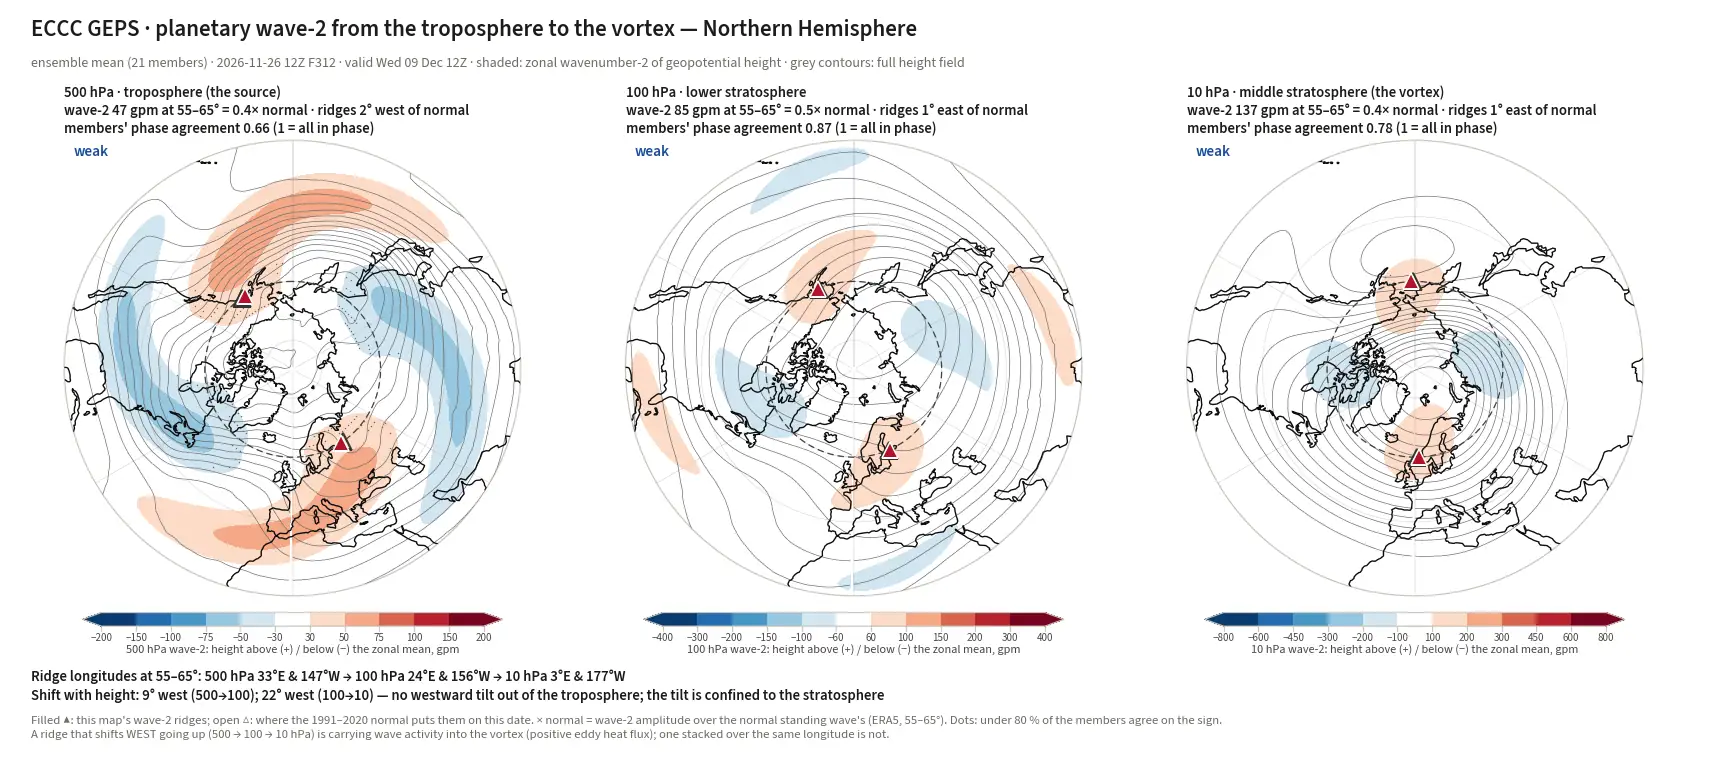 ECCC GEPS · planetary wave-2 from the troposphere to the vortex — Northern Hemisphere
ensemble mean (21 members) · 2026-11-26 12Z F312 · valid Wed 09 Dec 12Z · shaded: zonal wavenumber-2 of geopotential height · grey contours: full height field
500 hPa · troposphere (the source)
wave-2 47 gpm at 55–65° = 0.4× normal · ridges 2° west of normal
members' phase agreement 0.66 (1 = all in phase)
weak
100 hPa · lower stratosphere
wave-2 85 gpm at 55–65° = 0.5× normal · ridges 1° east of normal
members' phase agreement 0.87 (1 = all in phase)
weak
10 hPa · middle stratosphere (the vortex)
wave-2 137 gpm at 55–65° = 0.4× normal · ridges 1° east of normal
members' phase agreement 0.78 (1 = all in phase)
weak
−200 −150 −100 −75 −50 −30 30 50 75 100 150 200
500 hPa wave-2: height above (+) / below (−) the zonal mean, gpm
−400 −300 −200 −150 −100 −60 60 100 150 200 300 400
100 hPa wave-2: height above (+) / below (−) the zonal mean, gpm
−800 −600 −450 −300 −200 −100 100 200 300 450 600 800
10 hPa wave-2: height above (+) / below (−) the zonal mean, gpm
Ridge longitudes at 55–65°: 500 hPa 33°E & 147°W → 100 hPa 24°E & 156°W → 10 hPa 3°E & 177°W
Shift with height: 9° west (500→100); 22° west (100→10) — no westward tilt out of the troposphere; the tilt is confined to the stratosphere
Filled ▲: this map's wave-2 ridges; open △: where the 1991–2020 normal puts them on this date. × normal = wave-2 amplitude over the normal standing wave's (ERA5, 55–65°). Dots: under 80 % of the members agree on the sign.
A ridge that shifts WEST going up (500 → 100 → 10 hPa) is carrying wave activity into the vortex (positive eddy heat flux); one stacked over the same longitude is not.